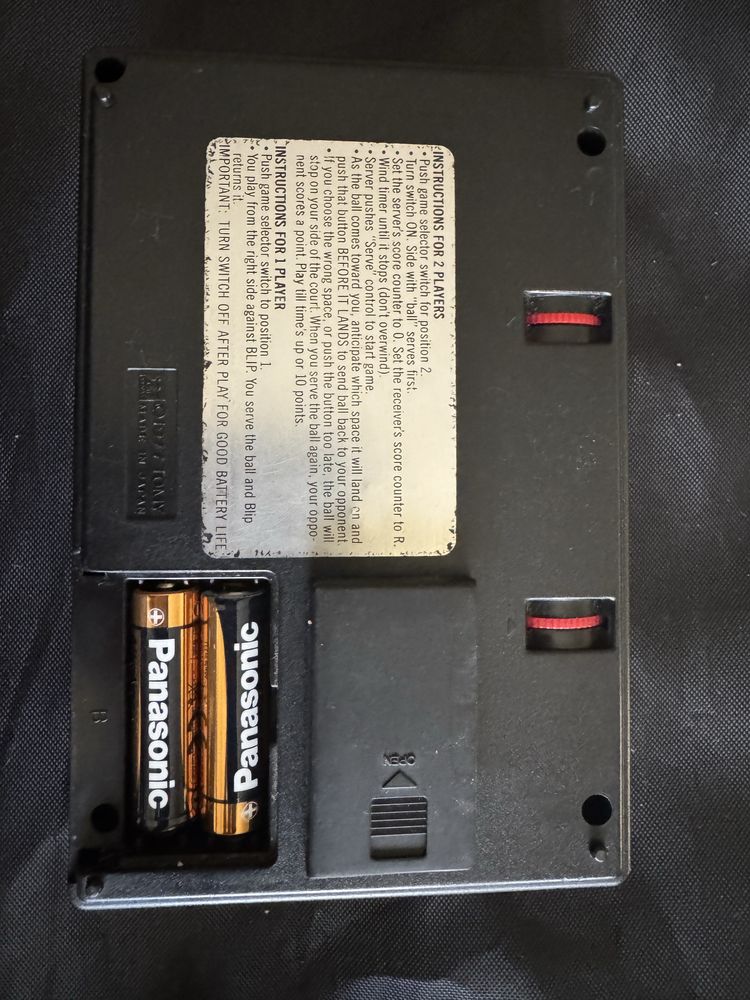 INSTRUCTIONS FOR 2 PLAYERS
• Push game selector switch for position 2.
• Turn switch ON. Side with "ball" serves first.
• Set the server's score counter to 0. Set the receiver's score counter to R.
• Wind timer until it stops (don't overwind).
• Server pushes "Serve" control to start game.
• As the ball comes toward you, anticipate which space it will land on and
push that button BEFORE IT LANDS to send ball back to your opponent.
• If you choose the wrong space, or push the button too late, the ball will
stop on your side of the court. When you serve the ball again, your oppo-
nent scores a point. Play till time's up or 10 points.
INSTRUCTIONS FOR 1 PLAYER
• Push game selector switch to position 1.
• You play from the right side against BLIP. You serve the ball and Blip
returns it.
IMPORTANT: TURN SWITCH OFF AFTER PLAY FOR GOOD BATTERY LIFE
© 1977 TOMY
MADE IN JAPAN
OPEN
Panasonic
Panasonic
B